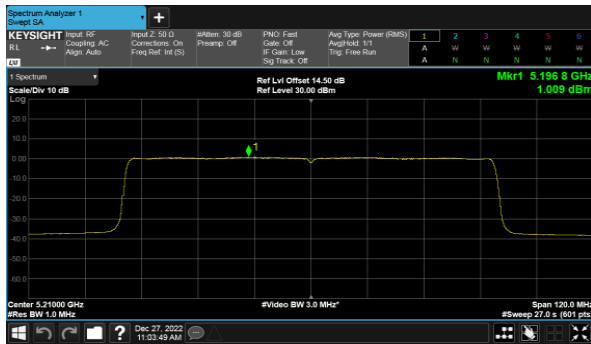 Spectrum Analyzer 1
Swept SA
+
KEYSIGHT Input: RF Input Z: 50 Ω #Atten: 30 dB PNO: Fast Avg Type: Power (RMS) 1 2 3 4 5 6
RL Coupling: AC Corrections: On Preamp: Off Gate: Off Avg|Hold: 1/1 A W W W W W
Align: Auto Freq Ref: Int (S) IF Gain: Low Trig: Free Run
LW Sig Track: Off A N N N N N
1 Spectrum Ref Lvl Offset 14.50 dB Mkr1 5.196 8 GHz
Scale/Div 10 dB Ref Level 30.00 dBm 1.009 dBm
Log
20.0
10.0
1
0.00
-10.0
-20.0
-30.0
-40.0
-50.0
-60.0
Center 5.21000 GHz #Video BW 3.0 MHz* Span 120.0 MHz
#Res BW 1.0 MHz #Sweep 27.0 s (601 pts)
? Dec 27, 2022
11:03:49 AM